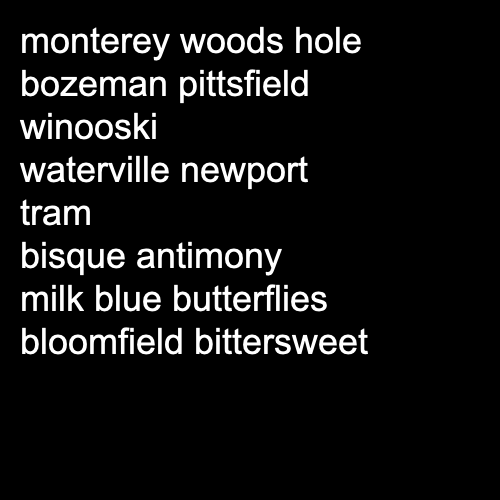 monterey woods hole
bozeman pittsfield
winooski
waterville newport
tram
bisque antimony
milk blue butterflies
bloomfield bittersweet